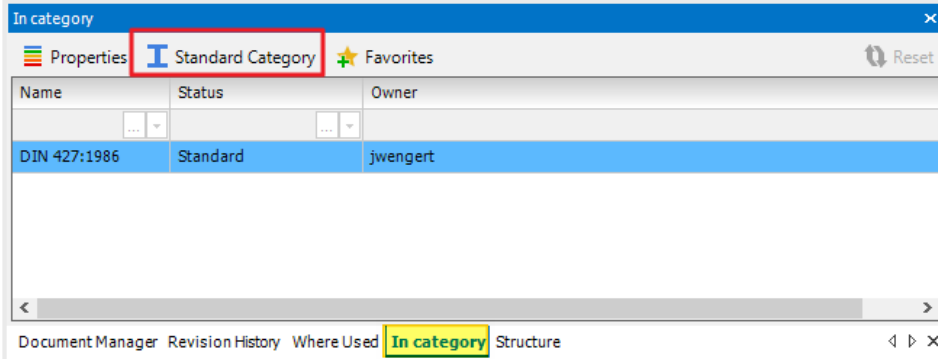 In category
Properties Standard Category Favorites Reset
Name Status Owner
... ...
DIN 427:1986 Standard jwengert
Document Manager Revision History Where Used In category Structure